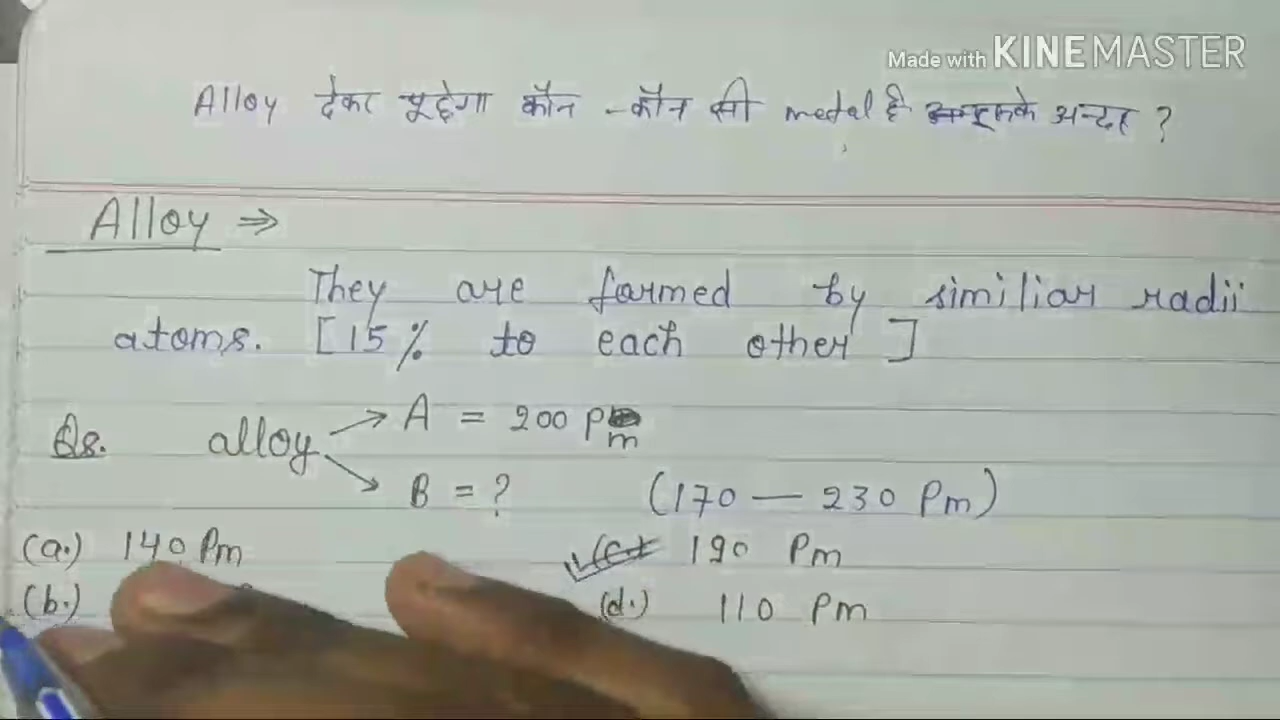 Made with KINEMASTER
Alloy देकर पूछेगा कौन - कौन सी metal है इसके अन्दर ?
Alloy ⇒
They are formed by similiar radii
atoms. [15% to each other]
Qs. alloy → A = 200 Pm
→ B = ? (170 — 230 Pm)
(a.) 140 Pm (c.) 190 Pm
(b.) (d.) 110 Pm